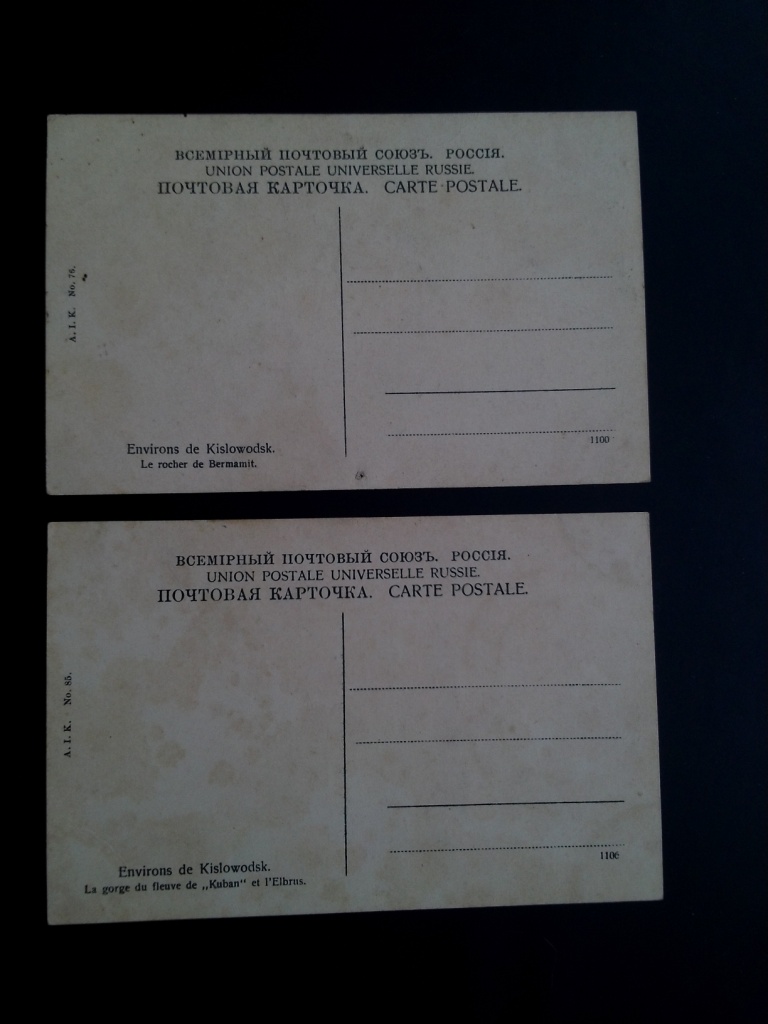 ВСЕМІРНЫЙ ПОЧТОВЫЙ СОЮЗЪ. РОССІЯ.
UNION POSTALE UNIVERSELLE RUSSIE.
ПОЧТОВАЯ КАРТОЧКА. CARTE POSTALE.
A. I. K. No. 76.
1100
Environs de Kislowodsk.
Le rocher de Bermamit.
ВСЕМІРНЫЙ ПОЧТОВЫЙ СОЮЗЪ. РОССІЯ.
UNION POSTALE UNIVERSELLE RUSSIE.
ПОЧТОВАЯ КАРТОЧКА. CARTE POSTALE.
A. I. K. No. 85.
1106
Environs de Kislowodsk.
La gorge du fleuve de „Kuban“ et l'Elbrus.